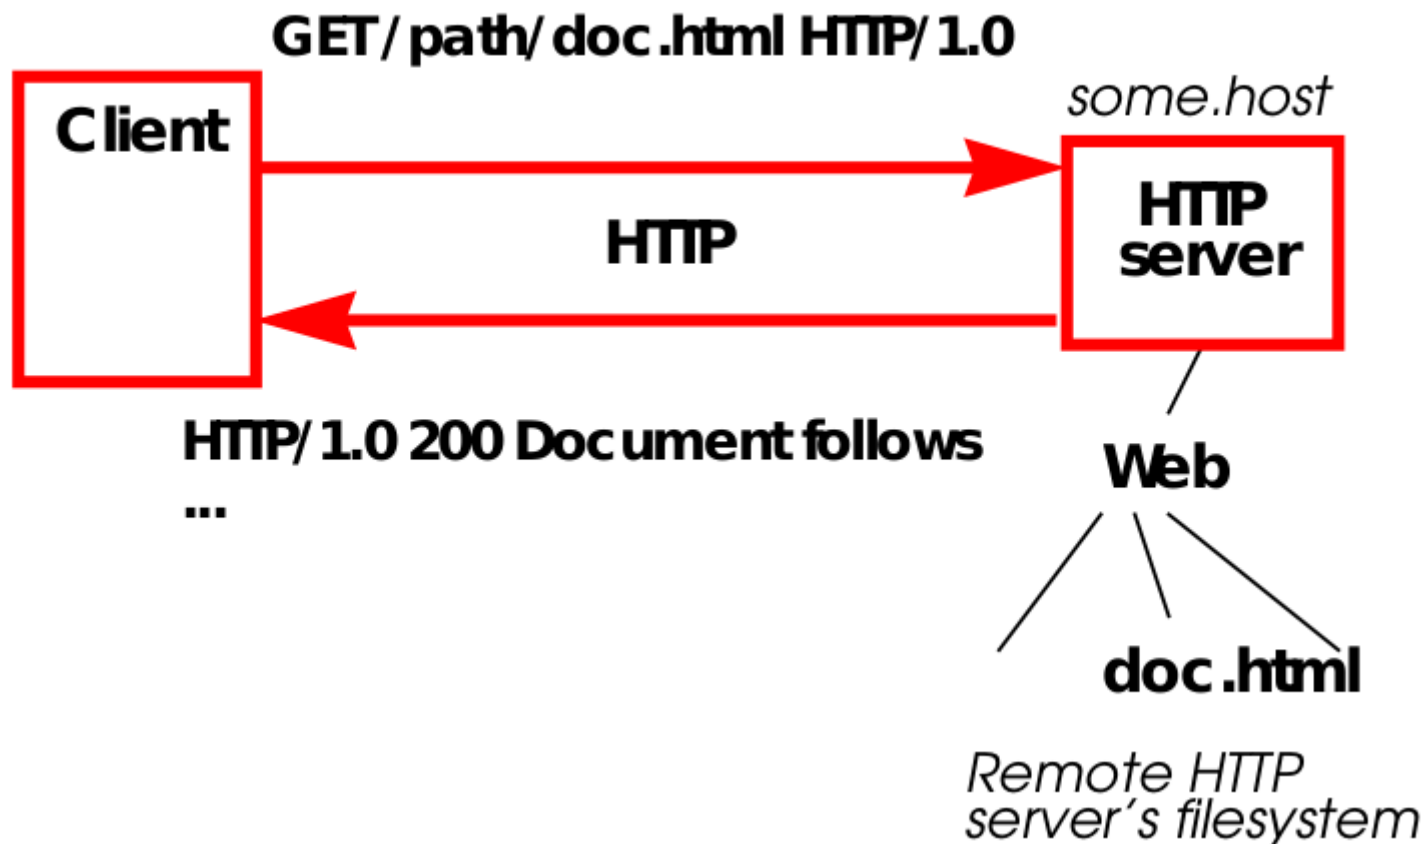 GET /path/doc.html HTTP/1.0
some.host
Client
HTTP
server
HTTP
HTTP/1.0 200 Document follows
...
Web
doc.html
Remote HTTP
server's filesystem